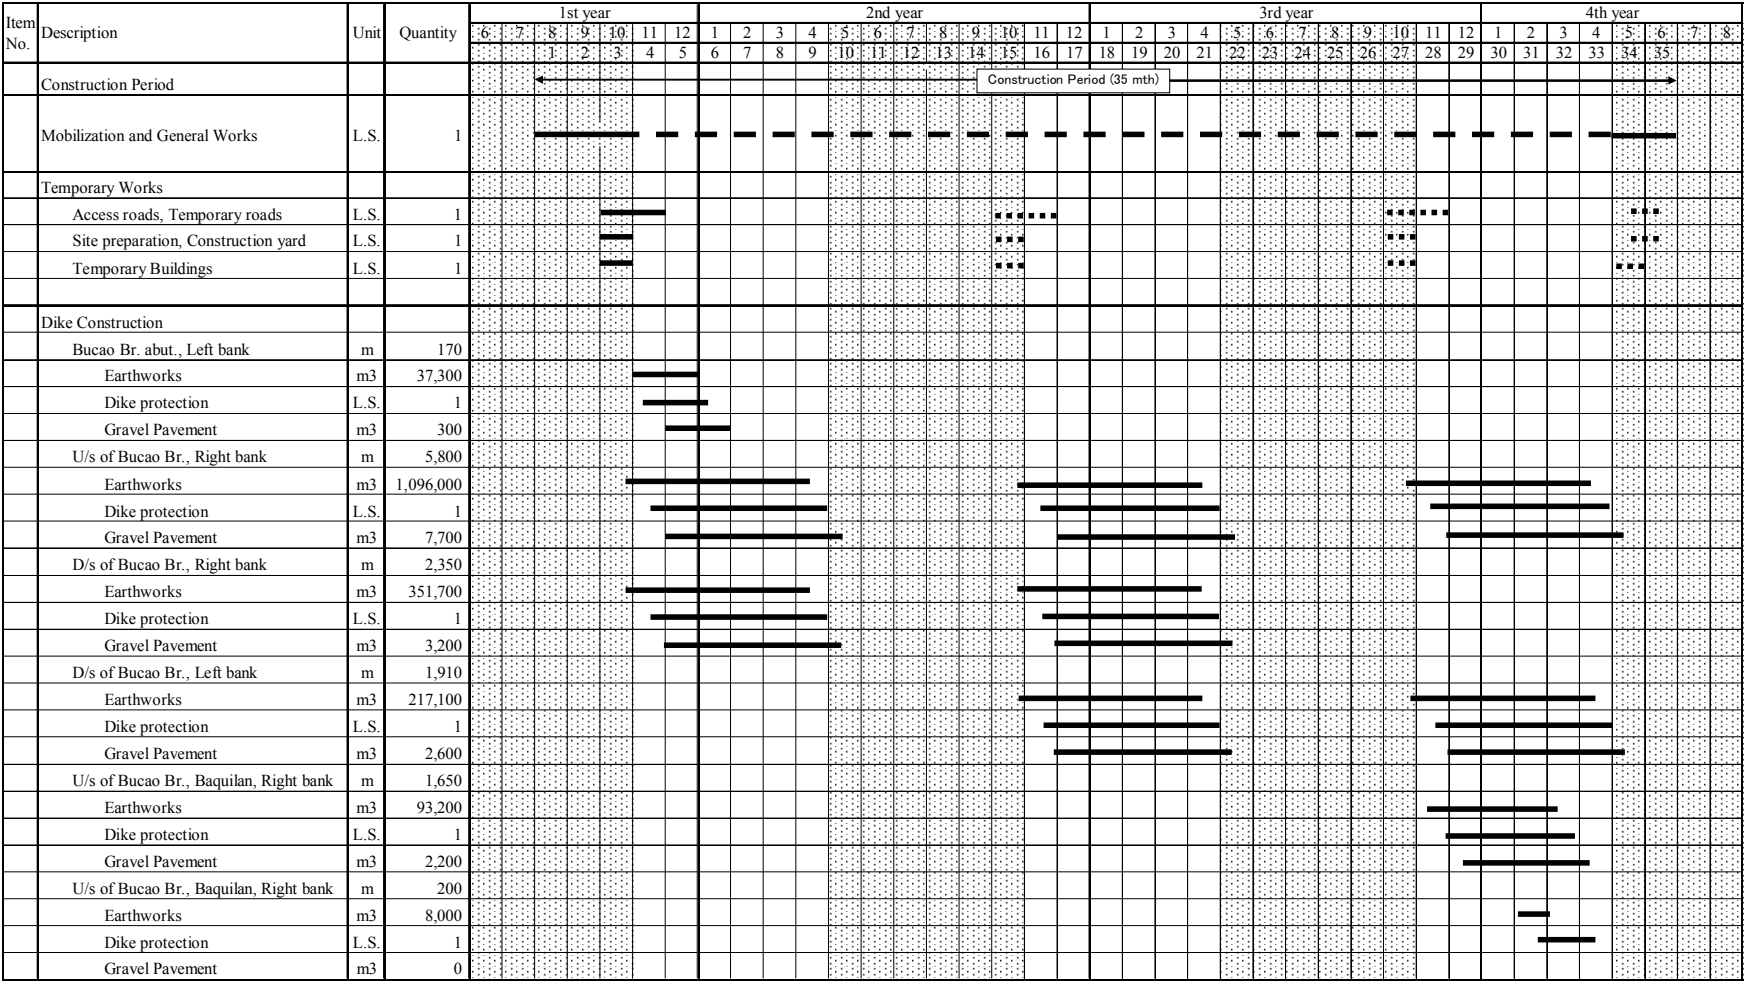 1st year 2nd year 3rd year 4th year
Item No. Description Unit Quantity 6 7 8 9 10 11 12 1 2 3 4 5 6 7 8 9 10 11 12 1 2 3 4 5 6 7 8 9 10 11 12 1 2 3 4 5 6 7 8
1 2 3 4 5 6 7 8 9 10 11 12 13 14 15 16 17 18 19 20 21 22 23 24 25 26 27 28 29 30 31 32 33 34 35
Construction Period Construction Period (35 mth)
Mobilization and General Works L.S. 1
Temporary Works
Access roads, Temporary roads L.S. 1
Site preparation, Construction yard L.S. 1
Temporary Buildings L.S. 1
Dike Construction
Bucao Br. abut., Left bank m 170
Earthworks m3 37,300
Dike protection L.S. 1
Gravel Pavement m3 300
U/s of Bucao Br., Right bank m 5,800
Earthworks m3 1,096,000
Dike protection L.S. 1
Gravel Pavement m3 7,700
D/s of Bucao Br., Right bank m 2,350
Earthworks m3 351,700
Dike protection L.S. 1
Gravel Pavement m3 3,200
D/s of Bucao Br., Left bank m 1,910
Earthworks m3 217,100
Dike protection L.S. 1
Gravel Pavement m3 2,600
U/s of Bucao Br., Baquilan, Right bank m 1,650
Earthworks m3 93,200
Dike protection L.S. 1
Gravel Pavement m3 2,200
U/s of Bucao Br., Baquilan, Right bank m 200
Earthworks m3 8,000
Dike protection L.S. 1
Gravel Pavement m3 0